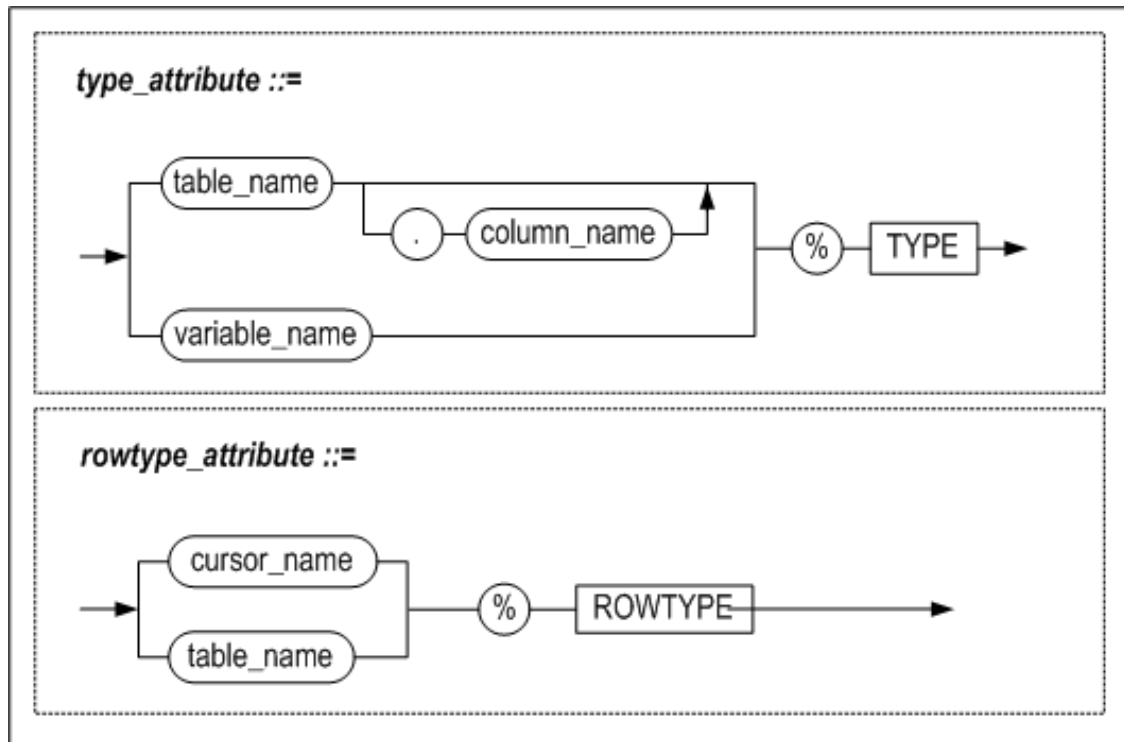 type_attribute ::=
table_name
. column_name
% TYPE
variable_name
rowtype_attribute ::=
cursor_name
% ROWTYPE
table_name